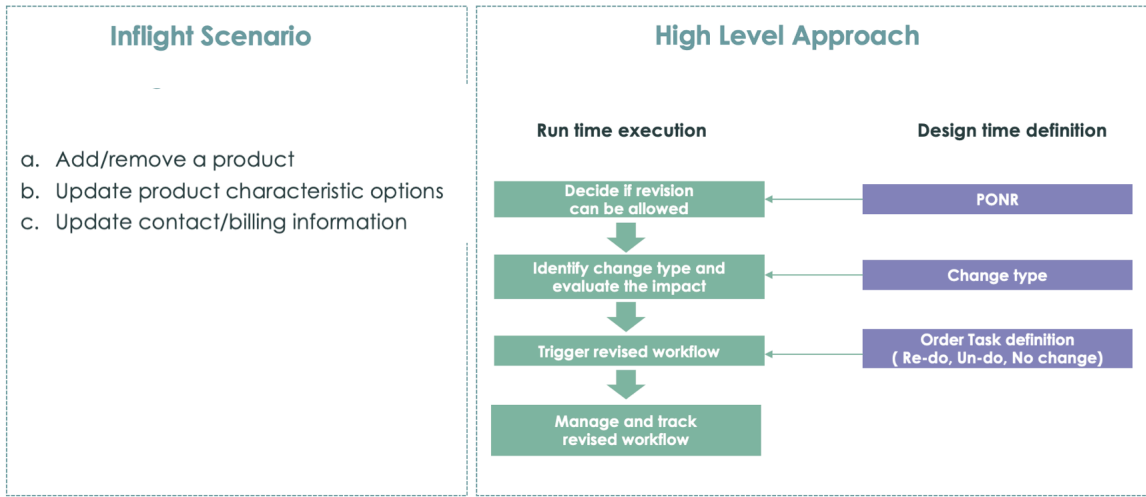 Inflight Scenario
a. Add/remove a product
b. Update product characteristic options
c. Update contact/billing information
High Level Approach
Run time execution
Design time definition
Decide if revision
can be allowed
PONR
Identify change type and
evaluate the impact
Change type
Trigger revised workflow
Order Task definition
( Re-do, Un-do, No change)
Manage and track
revised workflow